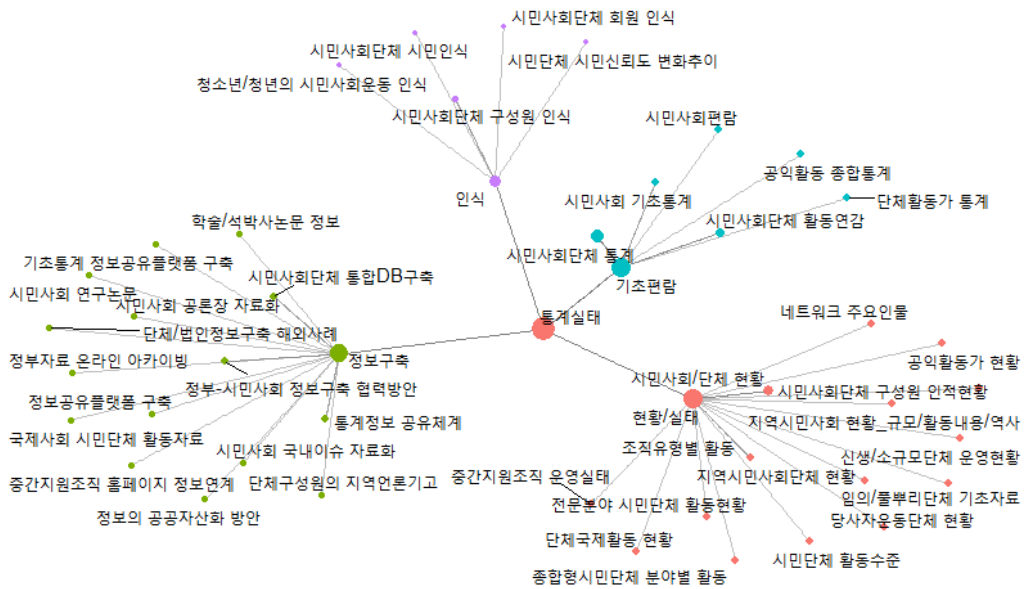 시민사회단체 회원 인식
시민사회단체 시민인식
시민단체 시민신뢰도 변화추이
청소년/청년의 시민사회운동 인식
시민사회단체 구성원 인식
시민사회편람
공익활동 종합통계
인식
시민사회 기초통계
단체활동가 통계
시민사회단체 활동연감
학술/석박사논문 정보
시민사회단체 통계
기초통계 정보공유플랫폼 구축
시민사회단체 통합DB구축
기초편람
시민사회 연구논문
시민사회 공론장 자료화
통계실태
네트워크 주요인물
단체/법인정보구축 해외사례
정부자료 온라인 아카이빙
정보구축
공익활동가 현황
정부-시민사회 정보구축 협력방안
시민사회/단체 현황
시민사회단체 구성원 인적현황
정보공유플랫폼 구축
현황/실태
통계정보 공유체계
지역시민사회 현황_규모/활동내용/역사
국제사회 시민단체 활동자료
시민사회 국내이슈 자료화
조직유형별 활동
신생/소규모단체 운영현황
중간지원조직 홈페이지 정보연계
단체구성원의 지역언론기고
중간지원조직 운영실태
지역시민사회단체 현황
임의/풀뿌리단체 기초자료
전문분야 시민단체 활동현황
정보의 공공자산화 방안
당사자운동단체 현황
단체국제활동 현황
시민단체 활동수준
종합형시민단체 분야별 활동